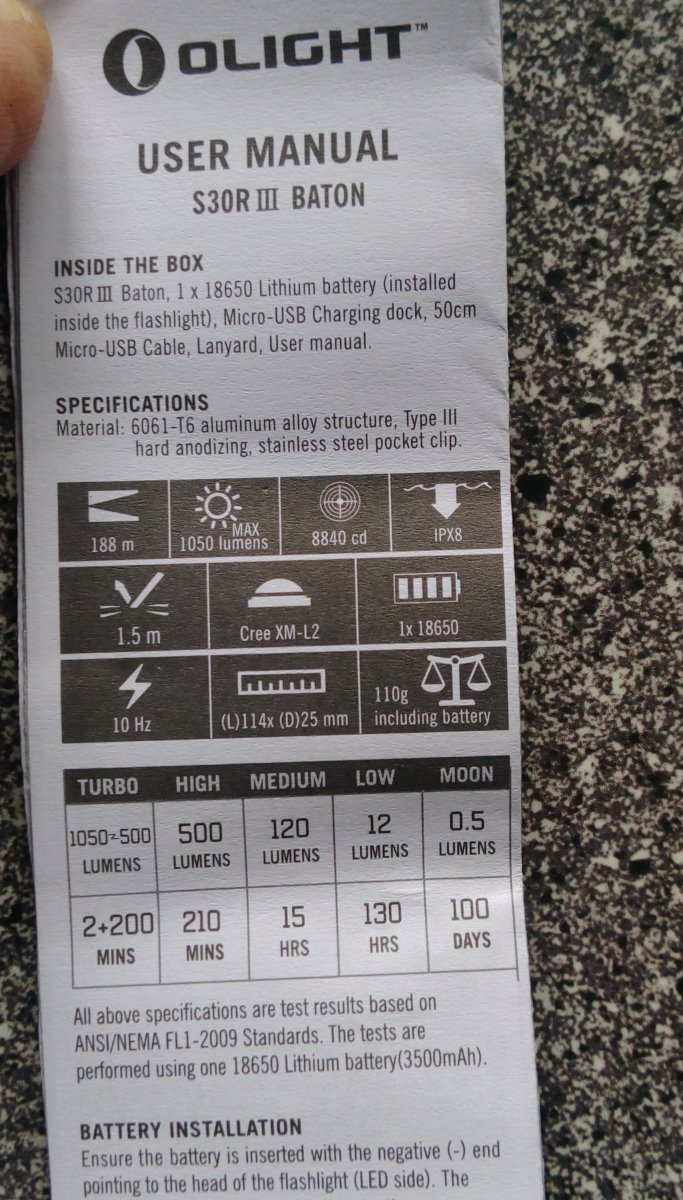 OLIGHT™
USER MANUAL
S30RⅢ BATON
INSIDE THE BOX
S30RⅢ Baton, 1 x 18650 Lithium battery (installed
inside the flashlight), Micro-USB Charging dock, 50cm
Micro-USB Cable, Lanyard, User manual.
SPECIFICATIONS
Material: 6061-T6 aluminum alloy structure, Type III
hard anodizing, stainless steel pocket clip.
188 m
MAX
1050 lumens
8840 cd
IPX8
1.5 m
Cree XM-L2
1x 18650
10 Hz
(L)114x (D)25 mm
110g
including battery
TURBO HIGH MEDIUM LOW MOON
1050~500 500 120 12 0.5
LUMENS LUMENS LUMENS LUMENS LUMENS
2+200 210 15 130 100
MINS MINS HRS HRS DAYS
All above specifications are test results based on
ANSI/NEMA FL1-2009 Standards. The tests are
performed using one 18650 Lithium battery(3500mAh).
BATTERY INSTALLATION
Ensure the battery is inserted with the negative (-) end
pointing to the head of the flashlight (LED side). The